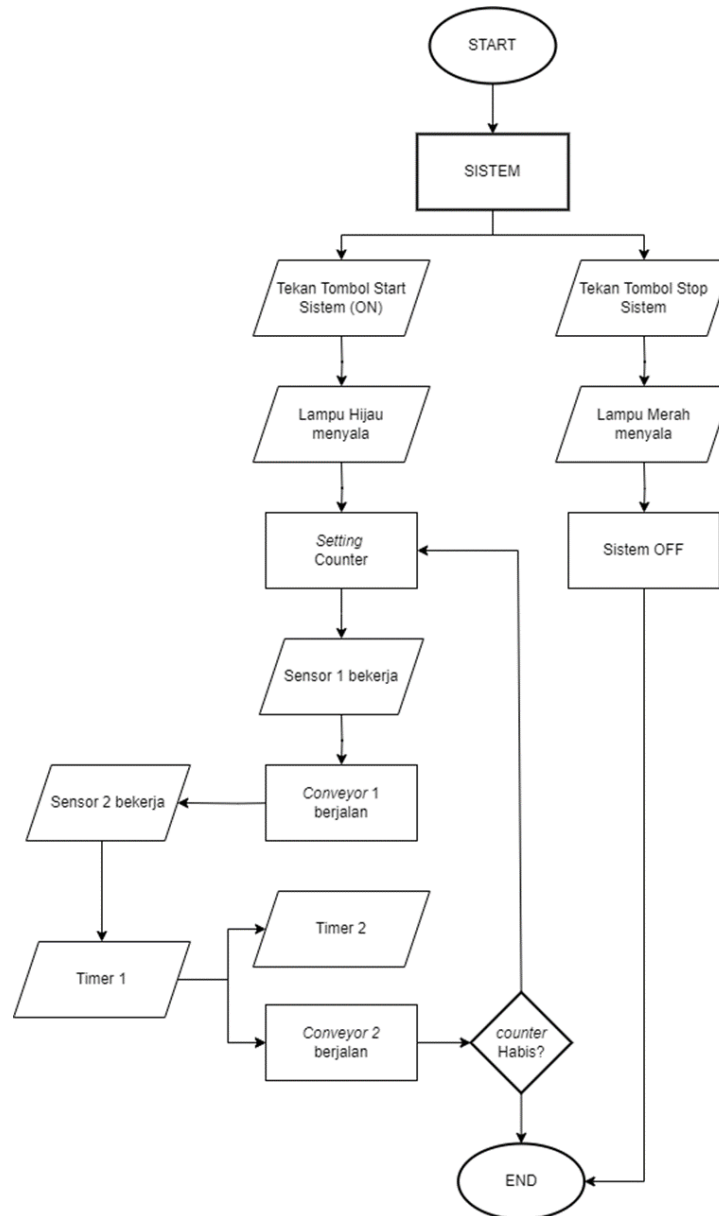 START
SISTEM
Tekan Tombol Start
Sistem (ON)
Tekan Tombol Stop
Sistem
Lampu Hijau
menyala
Lampu Merah
menyala
Setting
Counter
Sistem OFF
Sensor 1 bekerja
Conveyor 1
berjalan
Sensor 2 bekerja
Timer 2
Timer 1
Conveyor 2
berjalan
counter
Habis?
END